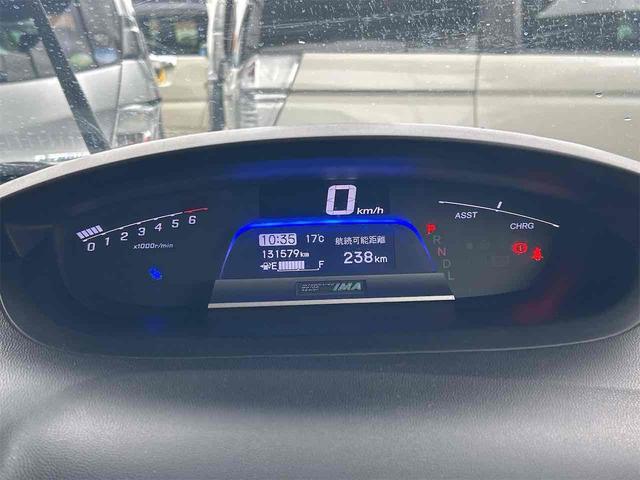 0 km/h
0 1 2 3 4 5 6
x1000r/min
ASST CHRG
P
R
N
D
L
10:35 17℃ 航続可能距離
131579km
E F 238 km
IMA